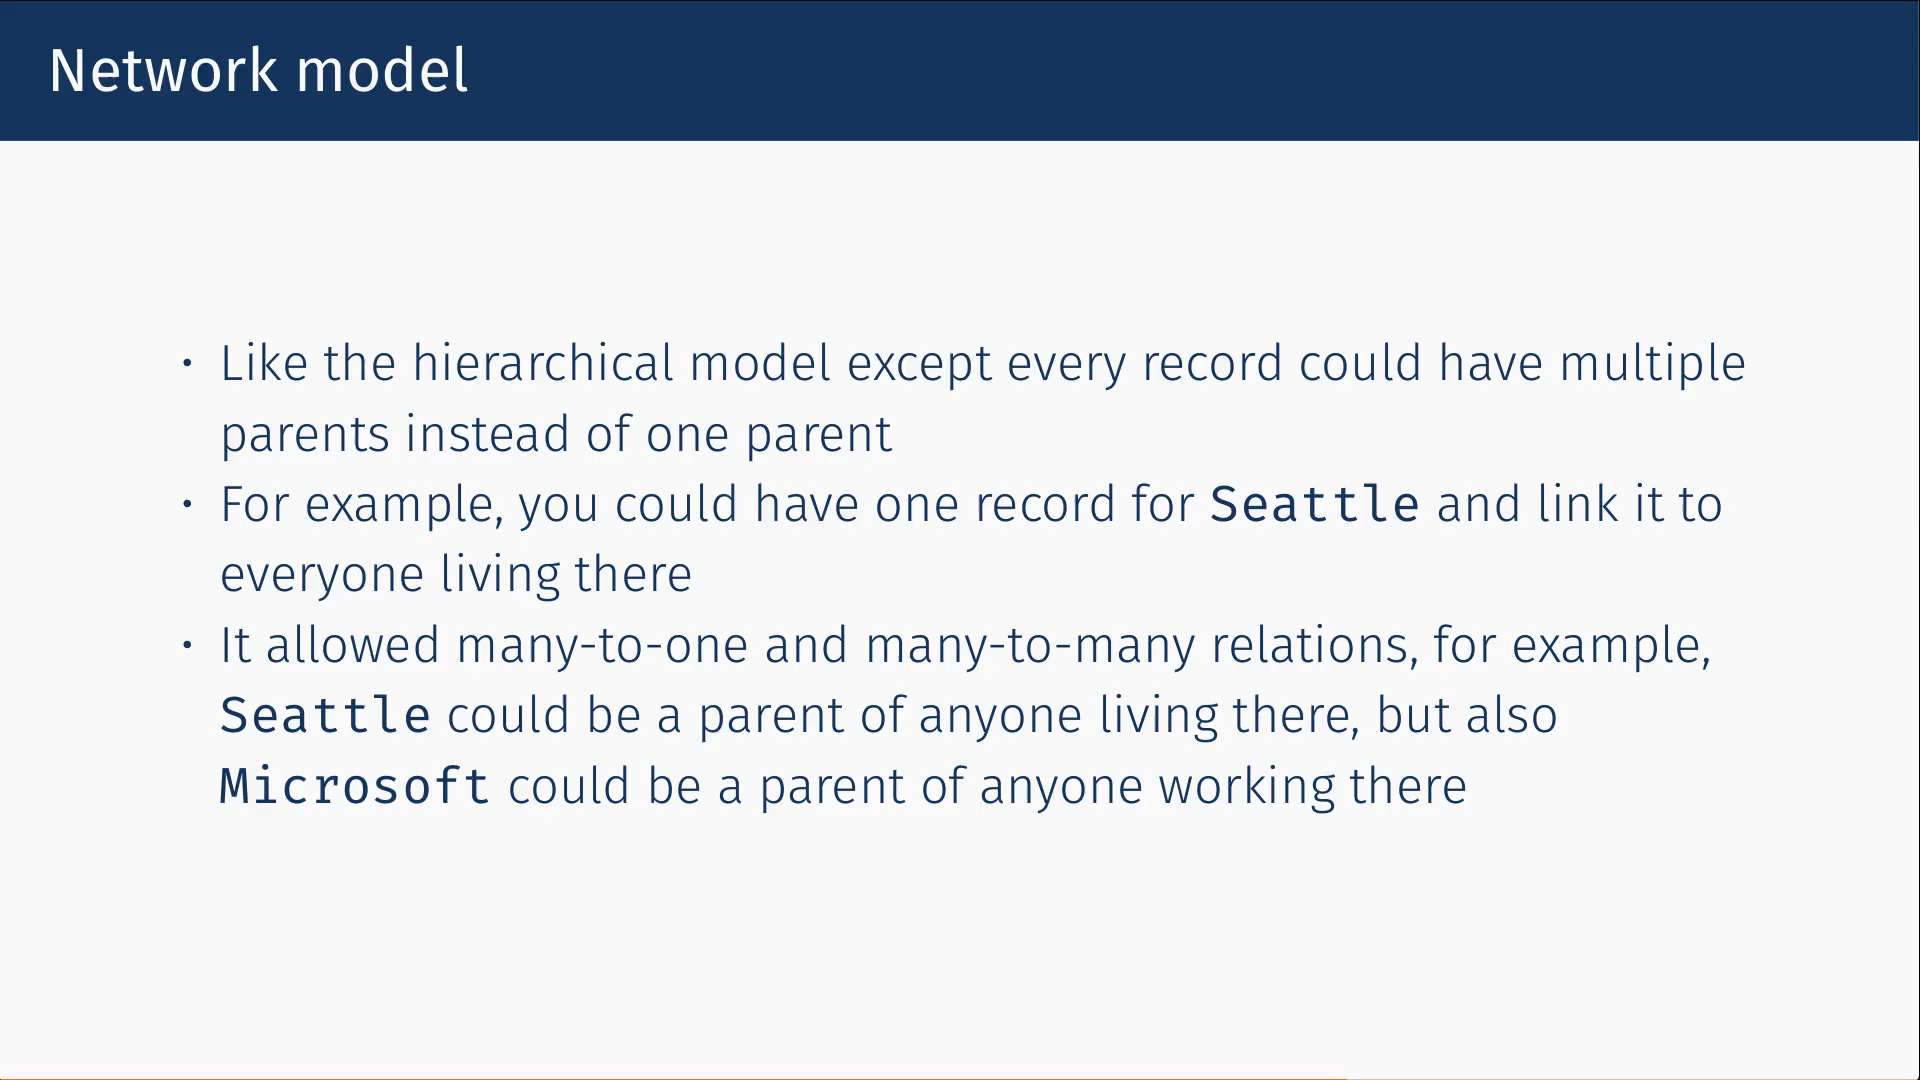 Network model
• Like the hierarchical model except every record could have multiple
parents instead of one parent
• For example, you could have one record for Seattle and link it to
everyone living there
• It allowed many-to-one and many-to-many relations, for example,
Seattle could be a parent of anyone living there, but also
Microsoft could be a parent of anyone working there